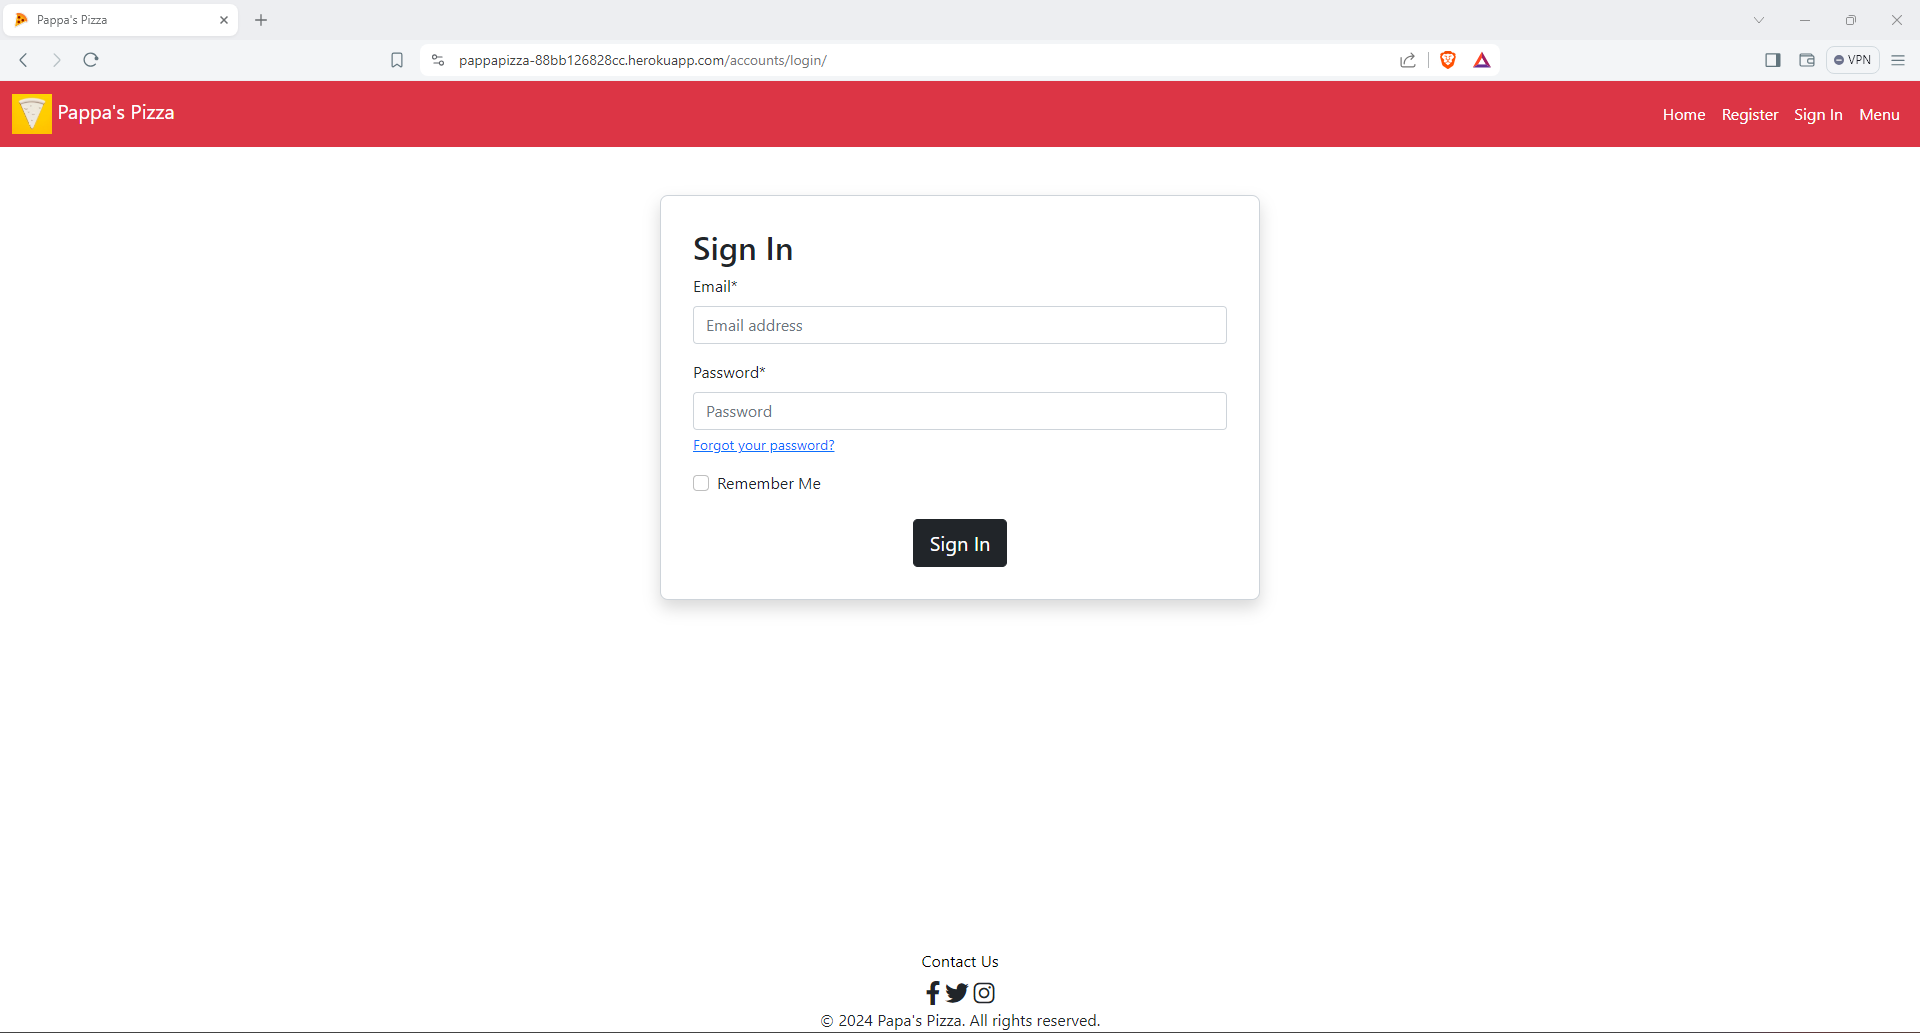 Pappa's Pizza
pappapizza-88bb126828cc.herokuapp.com/accounts/login/
VPN
Pappa's Pizza
Home Register Sign In Menu
Sign In
Email*
Email address
Password*
Password
Forgot your password?
Remember Me
Sign In
Contact Us
© 2024 Papa's Pizza. All rights reserved.